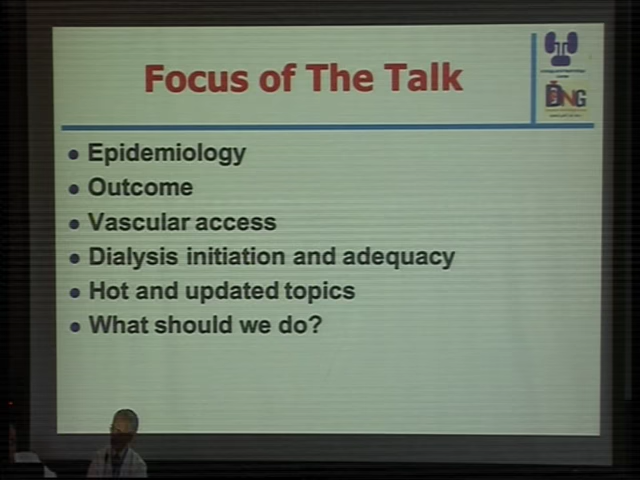 Focus of The Talk
DNG
Epidemiology
Outcome
Vascular access
Dialysis initiation and adequacy
Hot and updated topics
What should we do?